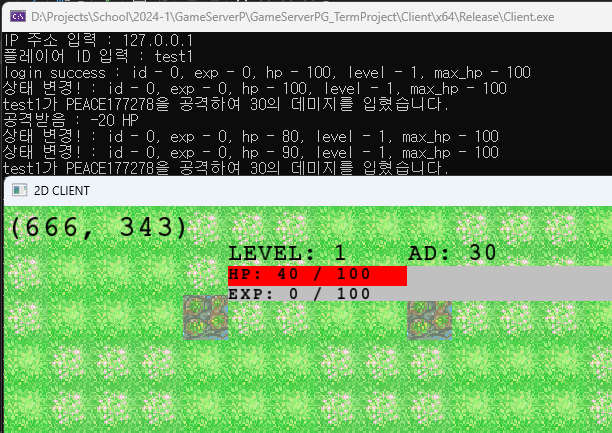 D:\Projects\School\2024-1\GameServerP\GameServerPG_TermProject\Client\x64\Release\Client.exe
IP 주소 입력 : 127.0.0.1
플레이어 ID 입력 : test1
login success : id - 0, exp - 0, hp - 100, level - 1, max_hp - 100
상태 변경! : id - 0, exp - 0, hp - 100, level - 1, max_hp - 100
test1가 PEACE177278을 공격하여 30의 데미지를 입혔습니다.
공격받음 : -20 HP
상태 변경! : id - 0, exp - 0, hp - 80, level - 1, max_hp - 100
상태 변경! : id - 0, exp - 0, hp - 90, level - 1, max_hp - 100
test1가 PEACE177278을 공격하여 30의 데미지를 입혔습니다.
2D CLIENT
(666, 343)
LEVEL: 1 AD: 30
HP: 40 / 100
EXP: 0 / 100